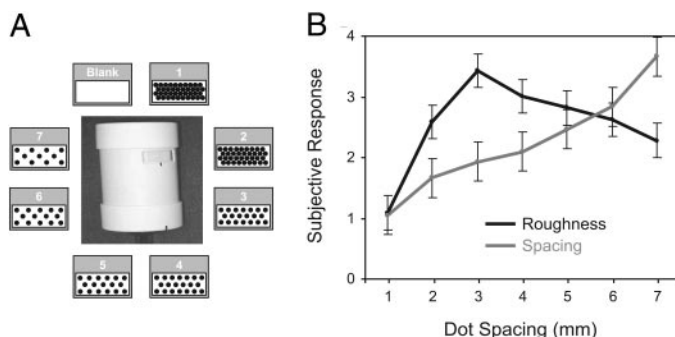 A
Blank
1
7
2
6
3
5
4
B
Subjective Response
4
3
2
1
0
Roughness
Spacing
1 2 3 4 5 6 7
Dot Spacing (mm)